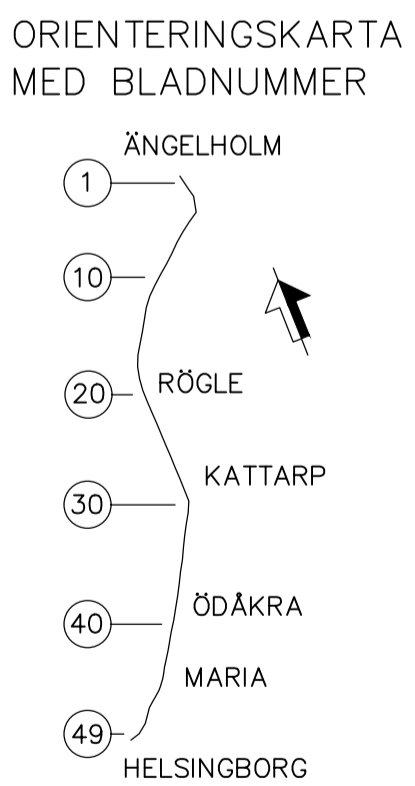 ORIENTERINGSKARTA
MED BLADNUMMER
ÄNGELHOLM
1
10
20
RÖGLE
KATTARP
30
ÖDÅKRA
40
MARIA
49
HELSINGBORG